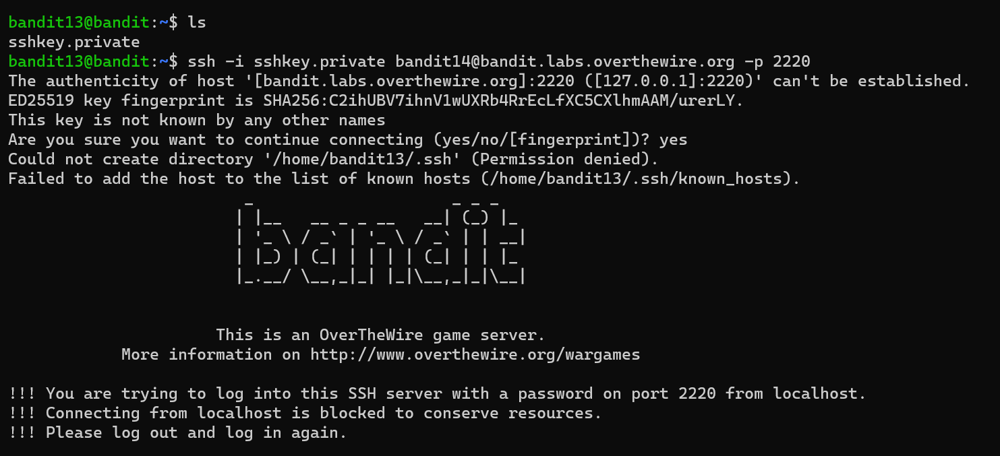 bandit13@bandit:~$ ls
sshkey.private
bandit13@bandit:~$ ssh -i sshkey.private bandit14@bandit.labs.overthewire.org -p 2220
The authenticity of host '[bandit.labs.overthewire.org]:2220 ([127.0.0.1]:2220)' can't be established.
ED25519 key fingerprint is SHA256:C2ihUBV7ihnV1wUXRb4RrEcLfXC5CXlhmAAM/urerLY.
This key is not known by any other names
Are you sure you want to continue connecting (yes/no/[fingerprint])? yes
Could not create directory '/home/bandit13/.ssh' (Permission denied).
Failed to add the host to the list of known hosts (/home/bandit13/.ssh/known_hosts).
                         _                     _ _ _
                        | |__   __ _ _ __   __| (_) |_
                        | '_ \ / _` | '_ \ / _` | | __|
                        | |_) | (_| | | | | (_| | | |_
                        |_.__/ \__,_|_| |_|\__,_|_|\__|
This is an OverTheWire game server.
More information on http://www.overthewire.org/wargames
!!! You are trying to log into this SSH server with a password on port 2220 from localhost.
!!! Connecting from localhost is blocked to conserve resources.
!!! Please log out and log in again.